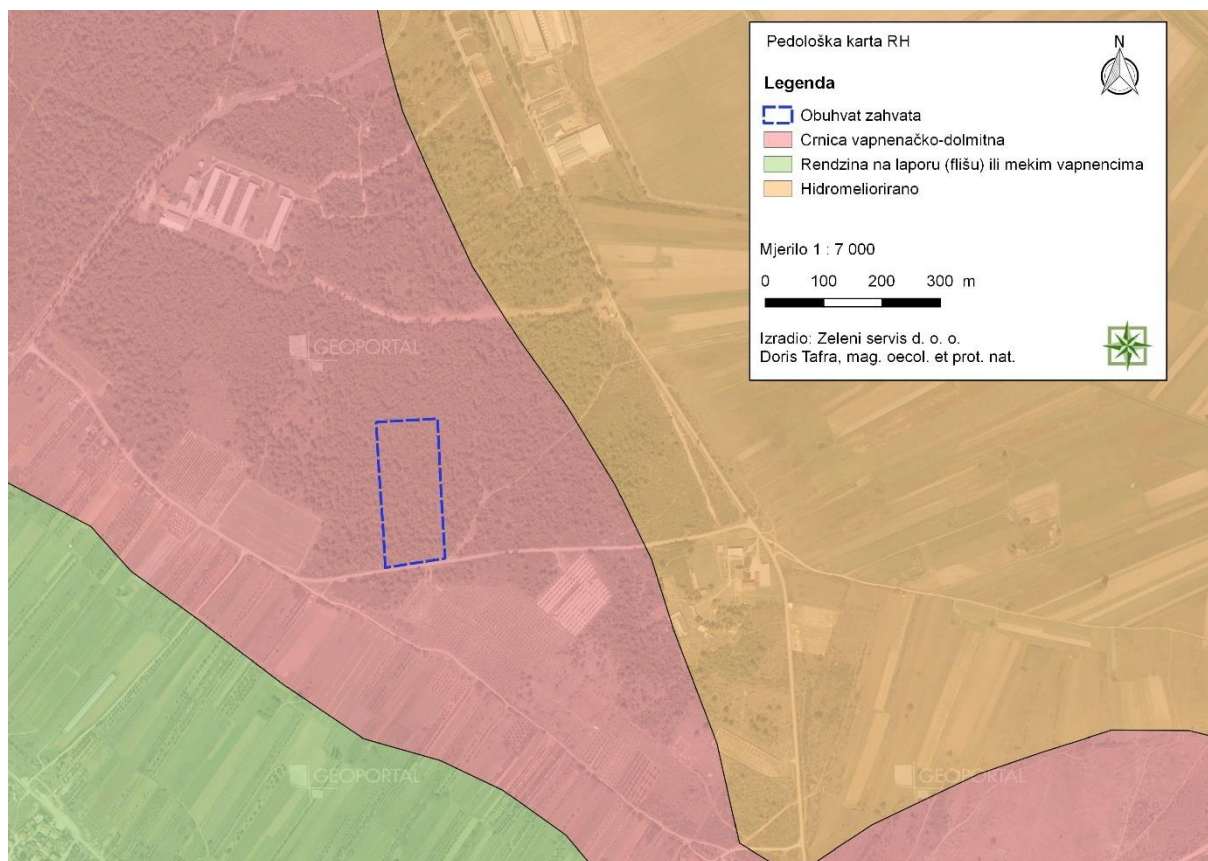 Pedološka karta RH
N
Legenda
Obuhvat zahvata
Crnica vapnenačko-dolmitna
Rendzina na laporu (flišu) ili mekim vapnencima
Hidromeliorirano
Mjerilo 1 : 7 000
0 100 200 300 m
Izradio: Zeleni servis d. o. o.
Doris Tafra, mag. oecol. et prot. nat.
GEOPORTAL
GEOPORTAL
GEOPORTAL